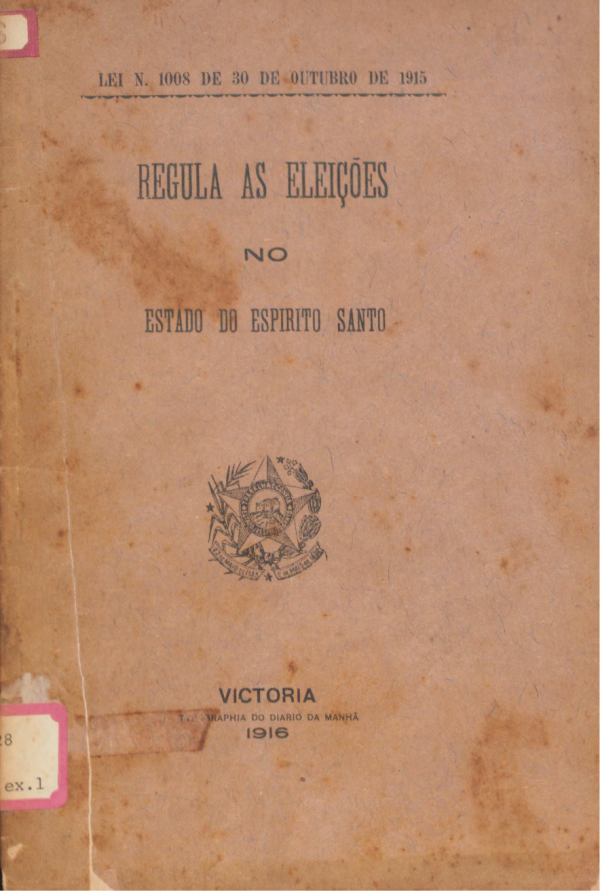 S
LEI N. 1008 DE 30 DE OUTUBRO DE 1915
REGULA AS ELEIÇÕES
NO
ESTADO DO ESPIRITO SANTO
VICTORIA
DO DIARIO DA MANHÃ
1916
28
ex.1